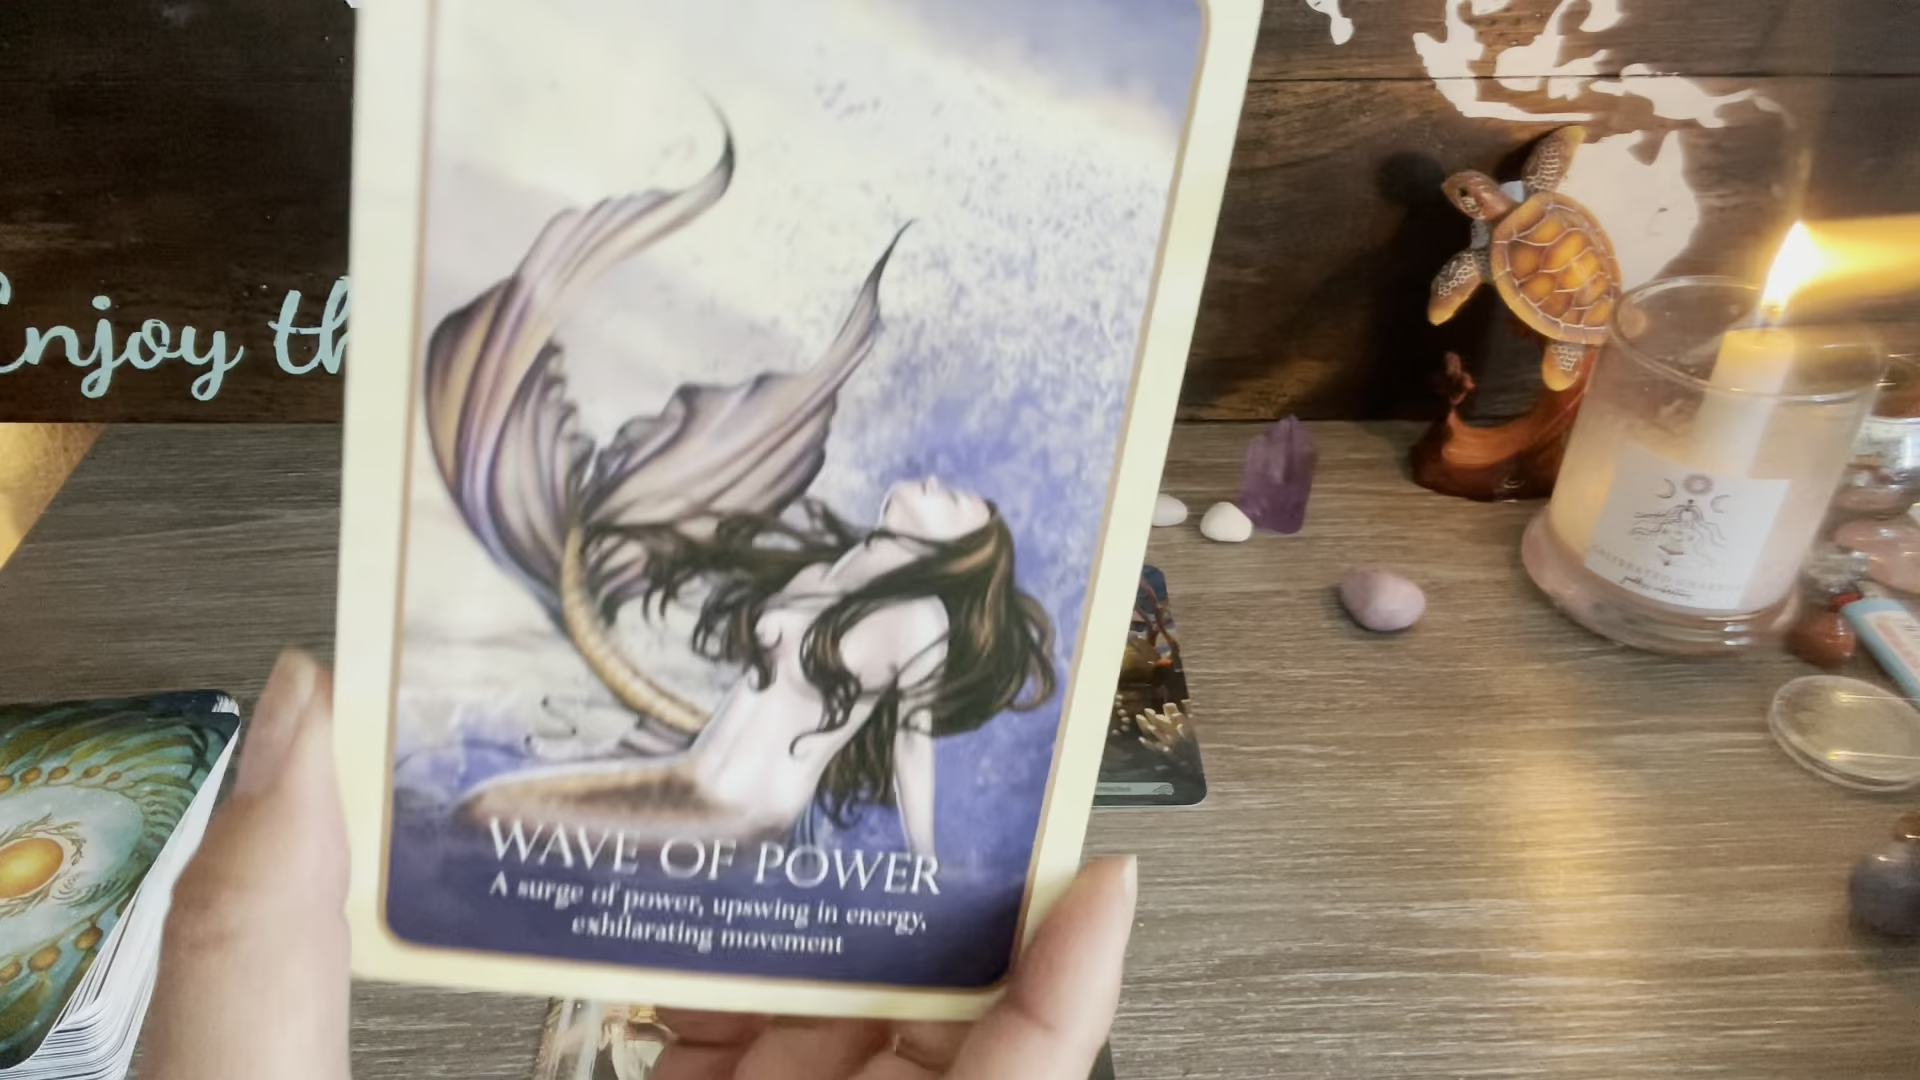 Enjoy th
WAVE OF POWER
A surge of power, upswing in energy,
exhilarating movement